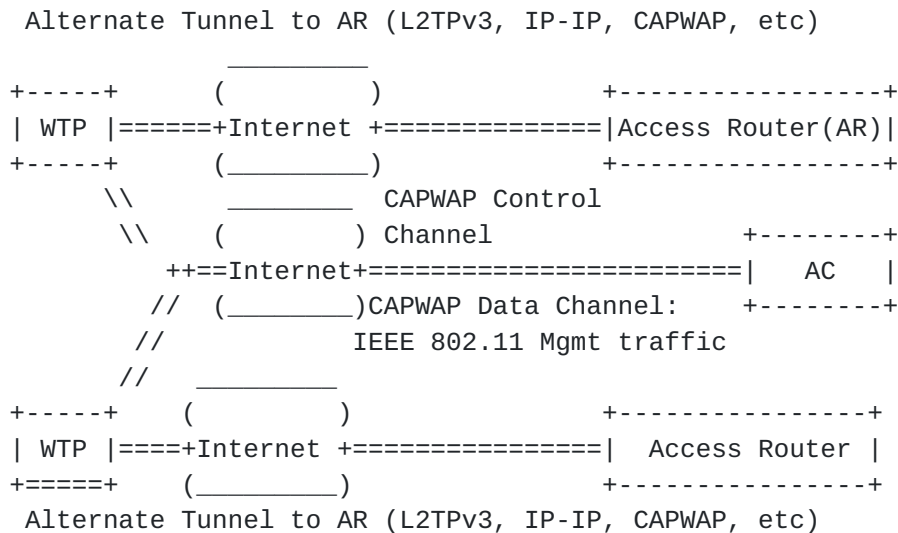 Alternate Tunnel to AR (L2TPv3, IP-IP, CAPWAP, etc)
              _________
+-----+      (         )              +-----------------+
| WTP |======+Internet +==============|Access Router(AR)|
+-----+      (_________)              +-----------------+
      \\      ________  CAPWAP Control
       \\    (        ) Channel                +--------+
          ++==Internet+========================|   AC   |
         //  (________)CAPWAP Data Channel:    +--------+
        //            IEEE 802.11 Mgmt traffic
       //   _________
+-----+    (         )                +----------------+
| WTP |====+Internet +================|  Access Router |
+=====+    (_________)                +----------------+
Alternate Tunnel to AR (L2TPv3, IP-IP, CAPWAP, etc)